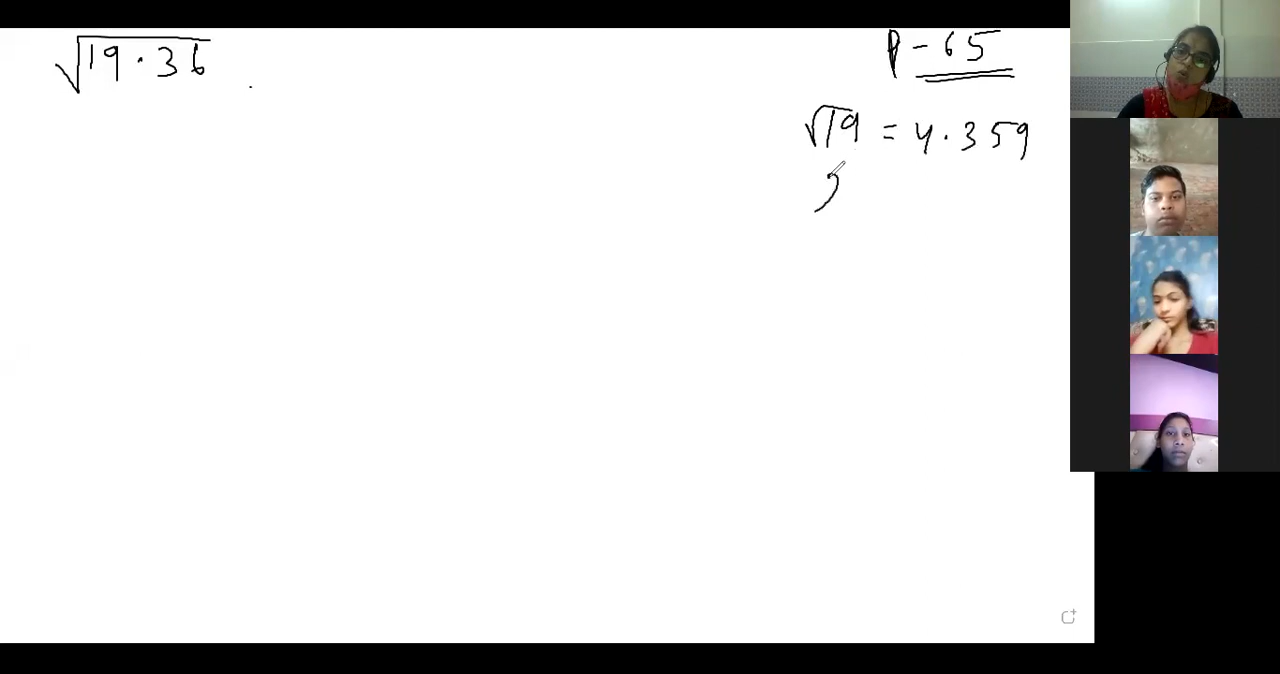 √19.36
P - 65
√19 = 4.359